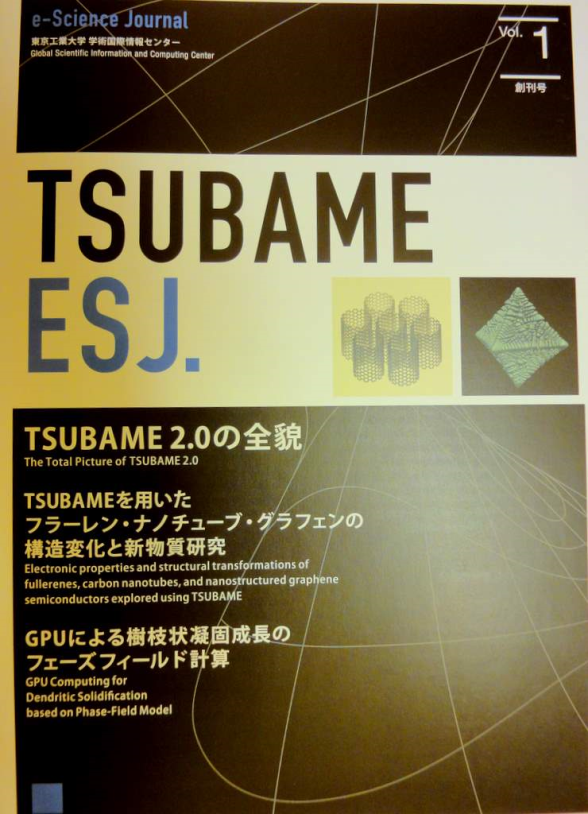 e-Science Journal
東京工業大学 学術国際情報センター
Global Scientific Information and Computing Center
Vol. 1
創刊号
TSUBAME
ESJ.
TSUBAME 2.0の全貌
The Total Picture of TSUBAME 2.0
TSUBAMEを用いた
フラーレン・ナノチューブ・グラフェンの
構造変化と新物質研究
Electronic properties and structural transformations of
fullerenes, carbon nanotubes, and nanostructured graphene
semiconductors explored using TSUBAME
GPUによる樹枝状凝固成長の
フェーズフィールド計算
GPU Computing for
Dendritic Solidification
based on Phase-Field Model